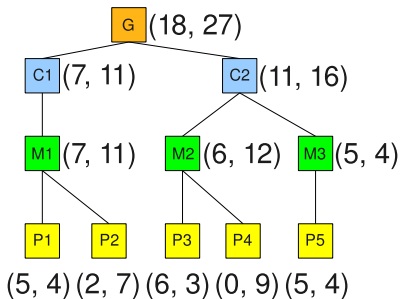 G (18, 27)
C1 (7, 11) C2 (11, 16)
M1 (7, 11) M2 (6, 12) M3 (5, 4)
P1 P2 P3 P4 P5
(5, 4) (2, 7) (6, 3) (0, 9) (5, 4)